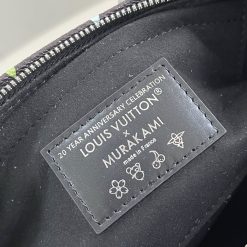 20 YEAR ANNIVERSARY CELEBRATION
LOUIS VUITTON
×
MURAKAMI
made in France